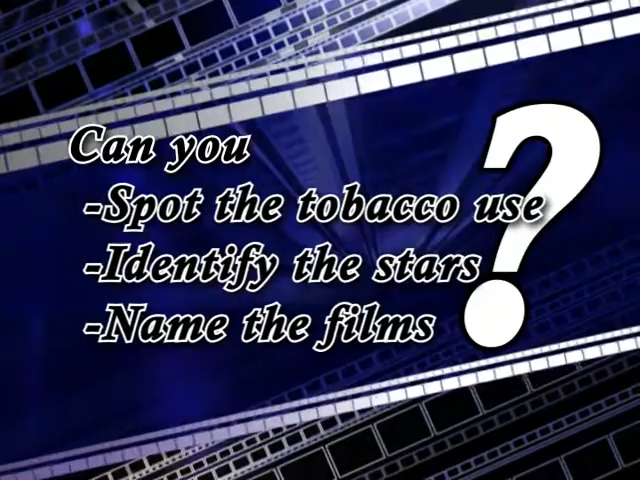 Can you
-Spot the tobacco use
-Identify the stars
-Name the films
?